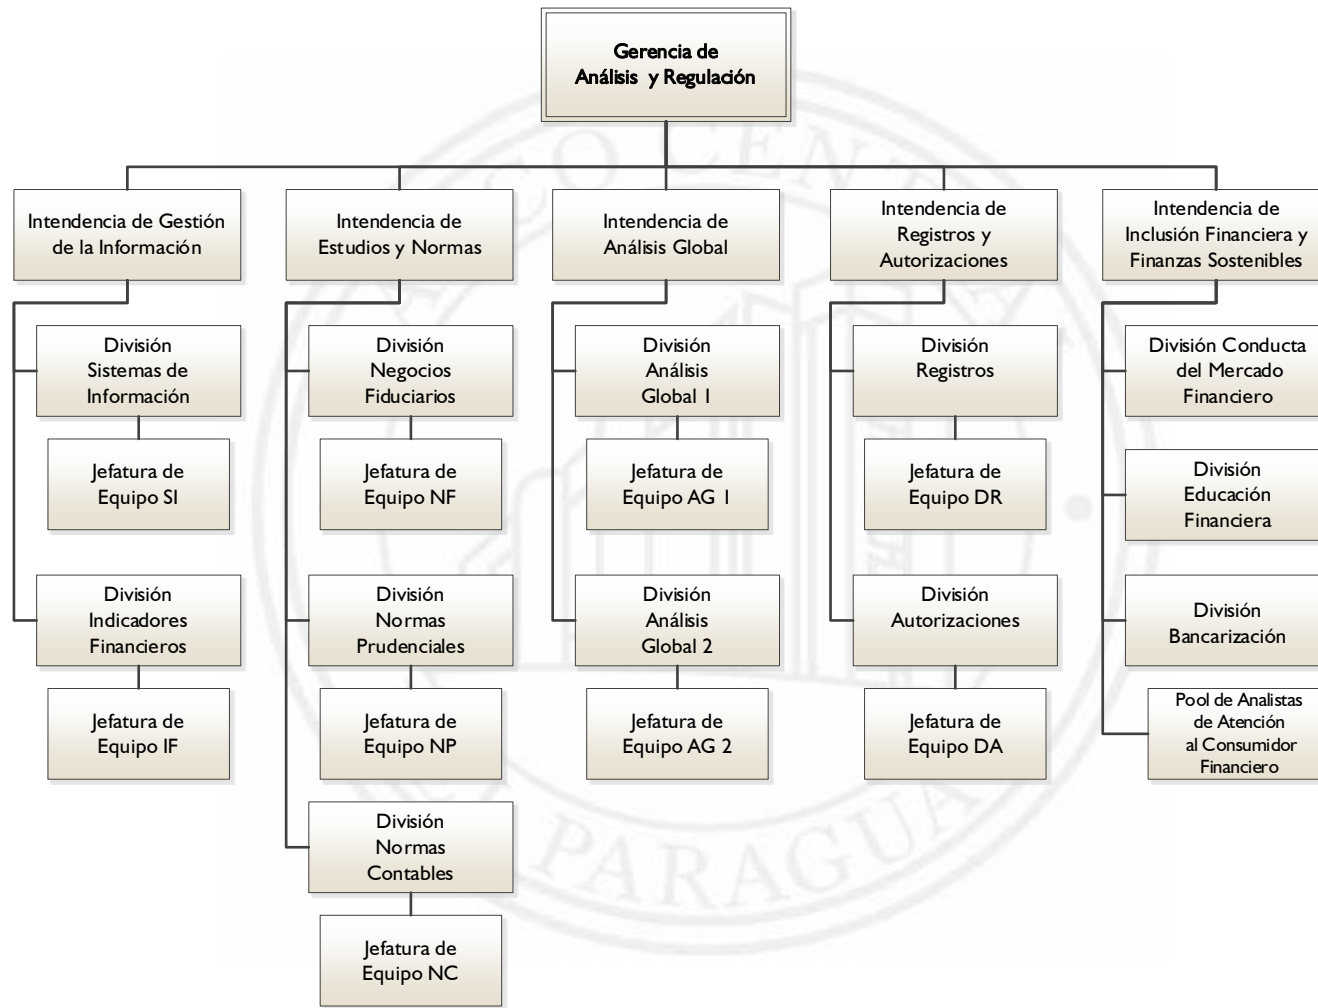 Gerencia de
Análisis y Regulación
Intendencia de Gestión
de la Información
Intendencia de
Estudios y Normas
Intendencia de
Análisis Global
Intendencia de
Registros y
Autorizaciones
Intendencia de
Inclusión Financiera y
Finanzas Sostenibles
División
Sistemas de
Información
División
Negocios
Fiduciarios
División
Análisis
Global 1
División
Registros
División Conducta
del Mercado
Financiero
Jefatura de
Equipo SI
Jefatura de
Equipo NF
Jefatura de
Equipo AG 1
Jefatura de
Equipo DR
División
Educación
Financiera
División
Indicadores
Financieros
División
Normas
Prudenciales
División
Análisis
Global 2
División
Autorizaciones
División
Bancarización
Jefatura de
Equipo IF
Jefatura de
Equipo NP
Jefatura de
Equipo AG 2
Jefatura de
Equipo DA
Pool de Analistas
de Atención
al Consumidor
Financiero
División
Normas
Contables
Jefatura de
Equipo NC
PARAGUA